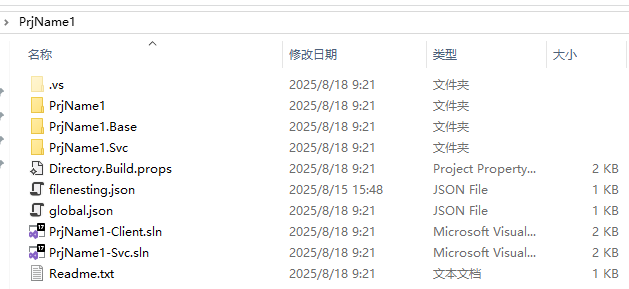 PrjName1
名称 修改日期 类型 大小
.vs 2025/8/18 9:21 文件夹
PrjName1 2025/8/18 9:21 文件夹
PrjName1.Base 2025/8/18 9:21 文件夹
PrjName1.Svc 2025/8/18 9:21 文件夹
Directory.Build.props 2025/8/18 9:21 Project Property... 2 KB
filenesting.json 2025/8/15 15:48 JSON File 1 KB
global.json 2025/8/18 9:21 JSON File 1 KB
PrjName1-Client.sln 2025/8/18 9:21 Microsoft Visual... 2 KB
PrjName1-Svc.sln 2025/8/18 9:21 Microsoft Visual... 2 KB
Readme.txt 2025/8/18 9:21 文本文档 1 KB